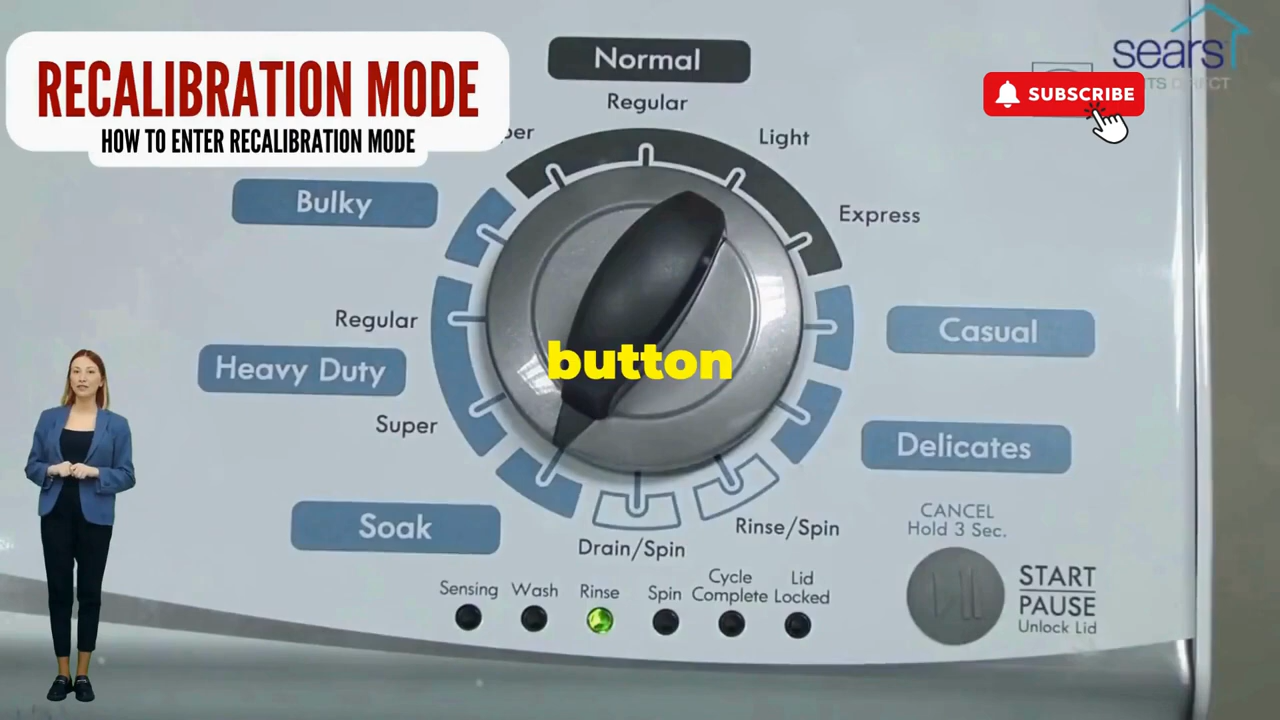 RECALIBRATION MODE
HOW TO ENTER RECALIBRATION MODE
sears
SUBSCRIBE
Normal
Regular
Light
Express
Bulky
Regular
Heavy Duty
Super
Casual
button
Delicates
Soak
Drain/Spin
Rinse/Spin
CANCEL
Hold 3 Sec.
START
PAUSE
Unlock Lid
Sensing
Wash
Rinse
Spin
Cycle
Complete
Lid
Locked